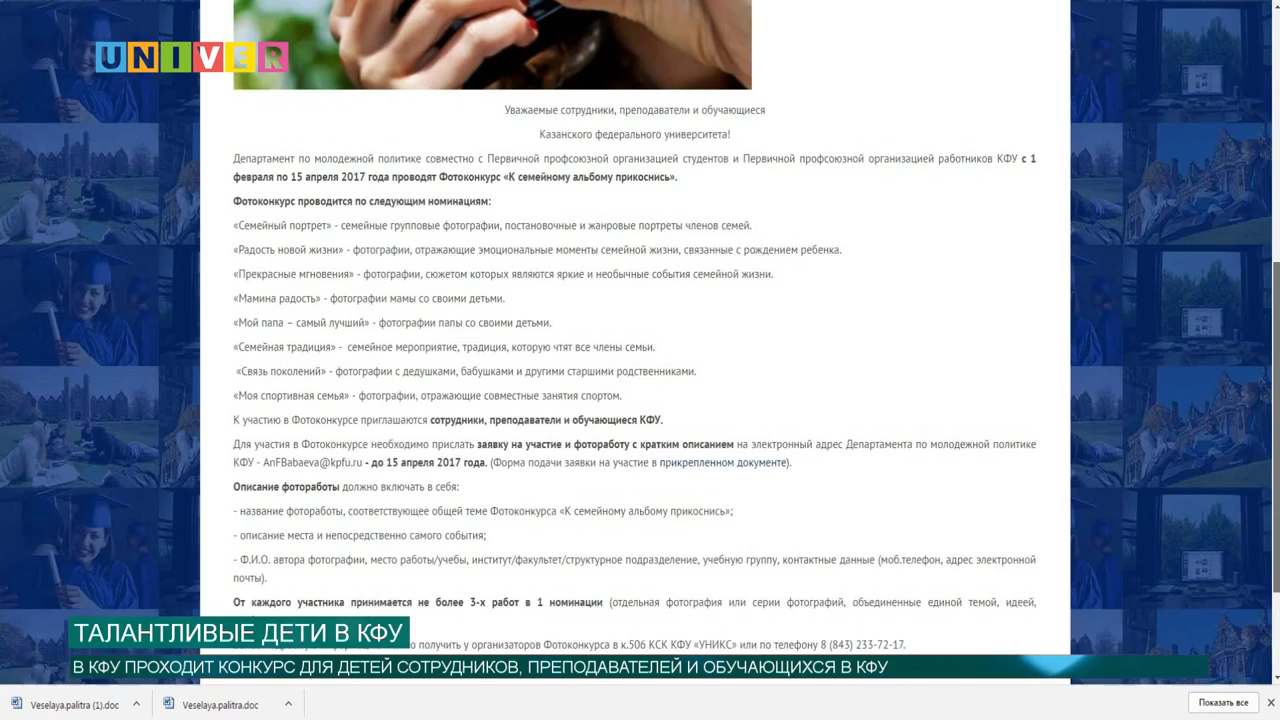 UNIVER
Уважаемые сотрудники, преподаватели и обучающиеся
Казанского федерального университета!
Департамент по молодежной политике совместно с Первичной профсоюзной организацией студентов и Первичной профсоюзной организацией работников КФУ с 1
февраля по 15 апреля 2017 года проводят Фотоконкурс «К семейному альбому прикоснись».
Фотоконкурс проводится по следующим номинациям:
«Семейный портрет» - семейные групповые фотографии, постановочные и жанровые портреты членов семей.
«Радость новой жизни» - фотографии, отражающие эмоциональные моменты семейной жизни, связанные с рождением ребенка.
«Прекрасные мгновения» - фотографии, сюжетом которых являются яркие и необычные события семейной жизни.
«Мамина радость» - фотографии мамы со своими детьми.
«Мой папа – самый лучший» - фотографии папы со своими детьми.
«Семейная традиция» - семейное мероприятие, традиция, которую чтят все члены семьи.
«Связь поколений» - фотографии с дедушками, бабушками и другими старшими родственниками.
«Моя спортивная семья» - фотографии, отражающие совместные занятия спортом.
К участию в Фотоконкурсе приглашаются сотрудники, преподаватели и обучающиеся КФУ.
Для участия в Фотоконкурсе необходимо прислать заявку на участие и фотоработу с кратким описанием на электронный адрес Департамента по молодежной политике
КФУ - AnFBabaeva@kpfu.ru - до 15 апреля 2017 года. (Форма подачи заявки на участие в прикрепленном документе).
Описание фотоработы должно включать в себя:
- название фотоработы, соответствующее общей теме Фотоконкурса «К семейному альбому прикоснись»;
- описание места и непосредственно самого события;
- Ф.И.О. автора фотографии, место работы/учебы, институт/факультет/структурное подразделение, учебную группу, контактные данные (моб.телефон, адрес электронной
почты).
От каждого участника принимается не более 3-х работ в 1 номинации (отдельная фотография или серии фотографий, объединенные единой темой, идеей,
ТАЛАНТЛИВЫЕ ДЕТИ В КФУ
получить у организаторов Фотоконкурса в к.506 КСК КФУ «УНИКС» или по телефону 8 (843) 233-72-17.
В КФУ ПРОХОДИТ КОНКУРС ДЛЯ ДЕТЕЙ СОТРУДНИКОВ, ПРЕПОДАВАТЕЛЕЙ И ОБУЧАЮЩИХСЯ В КФУ
Veselaya.palitra (1).doc
Veselaya.palitra.doc
Показать все